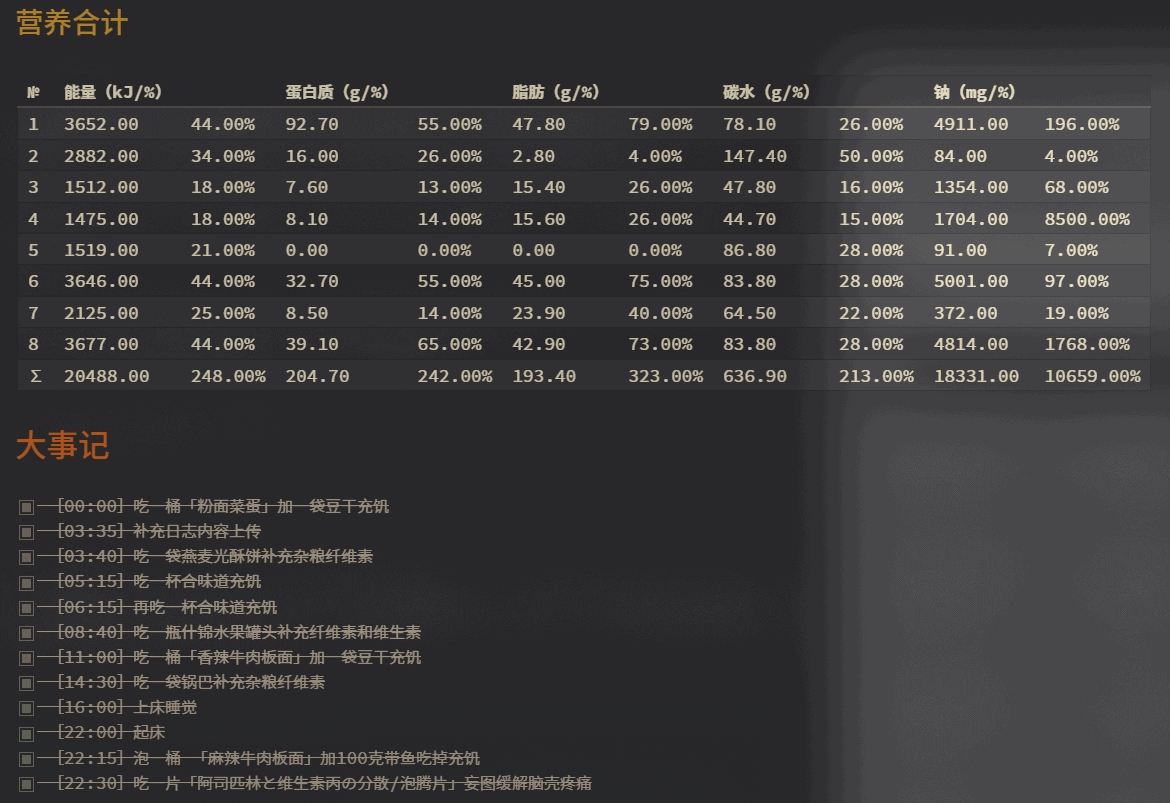 营养合计
№ 能量（kJ/%） 蛋白质（g/%） 脂肪（g/%） 碳水（g/%） 钠（mg/%）
1 3652.00 44.00% 92.70 55.00% 47.80 79.00% 78.10 26.00% 4911.00 196.00%
2 2882.00 34.00% 16.00 26.00% 2.80 4.00% 147.40 50.00% 84.00 4.00%
3 1512.00 18.00% 7.60 13.00% 15.40 26.00% 47.80 16.00% 1354.00 68.00%
4 1475.00 18.00% 8.10 14.00% 15.60 26.00% 44.70 15.00% 1704.00 8500.00%
5 1519.00 21.00% 0.00 0.00% 0.00 0.00% 86.80 28.00% 91.00 7.00%
6 3646.00 44.00% 32.70 55.00% 45.00 75.00% 83.80 28.00% 5001.00 97.00%
7 2125.00 25.00% 8.50 14.00% 23.90 40.00% 64.50 22.00% 372.00 19.00%
8 3677.00 44.00% 39.10 65.00% 42.90 73.00% 83.80 28.00% 4814.00 1768.00%
Σ 20488.00 248.00% 204.70 242.00% 193.40 323.00% 636.90 213.00% 18331.00 10659.00%
大事记
[00:00] 吃一桶「粉面菜蛋」加一袋豆干充饥
[03:35] 补充日志内容上传
[03:40] 吃一袋燕麦光酥饼补充杂粮纤维素
[05:15] 吃一杯合味道充饥
[06:15] 再吃一杯合味道充饥
[08:40] 吃一瓶什锦水果罐头补充纤维素和维生素
[11:00] 吃一桶「香辣牛肉板面」加一袋豆干充饥
[14:30] 吃一袋锅巴补充杂粮纤维素
[16:00] 上床睡觉
[22:00] 起床
[22:15] 泡一桶 「麻辣牛肉板面」加100克带鱼吃掉充饥
[22:30] 吃一片「阿司匹林と维生素丙の分散/泡腾片」妄图缓解脑壳疼痛